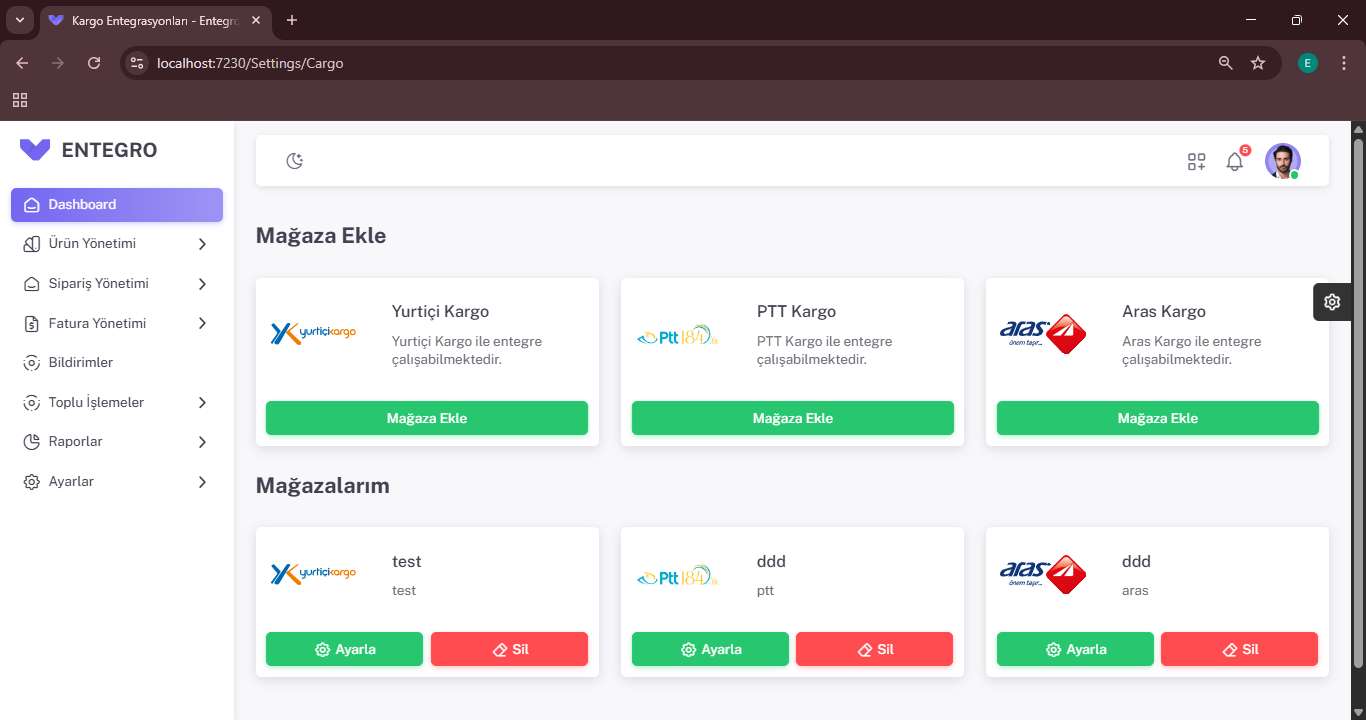 Kargo Entegrasyonları - Entegro
localhost:7230/Settings/Cargo
E
ENTEGRO
5
Dashboard
Ürün Yönetimi
Sipariş Yönetimi
Fatura Yönetimi
Bildirimler
Toplu İşlemeler
Raporlar
Ayarlar
Mağaza Ekle
yurtiçikargo
Yurtiçi Kargo
Yurtiçi Kargo ile entegre
çalışabilmektedir.
Mağaza Ekle
Ptt 184
PTT Kargo
PTT Kargo ile entegre
çalışabilmektedir.
Mağaza Ekle
aras
önem taşır...
Aras Kargo
Aras Kargo ile entegre
çalışabilmektedir.
Mağaza Ekle
Mağazalarım
yurtiçikargo
test
test
Ayarla
Sil
Ptt 184
ddd
ptt
Ayarla
Sil
aras
önem taşır...
ddd
aras
Ayarla
Sil